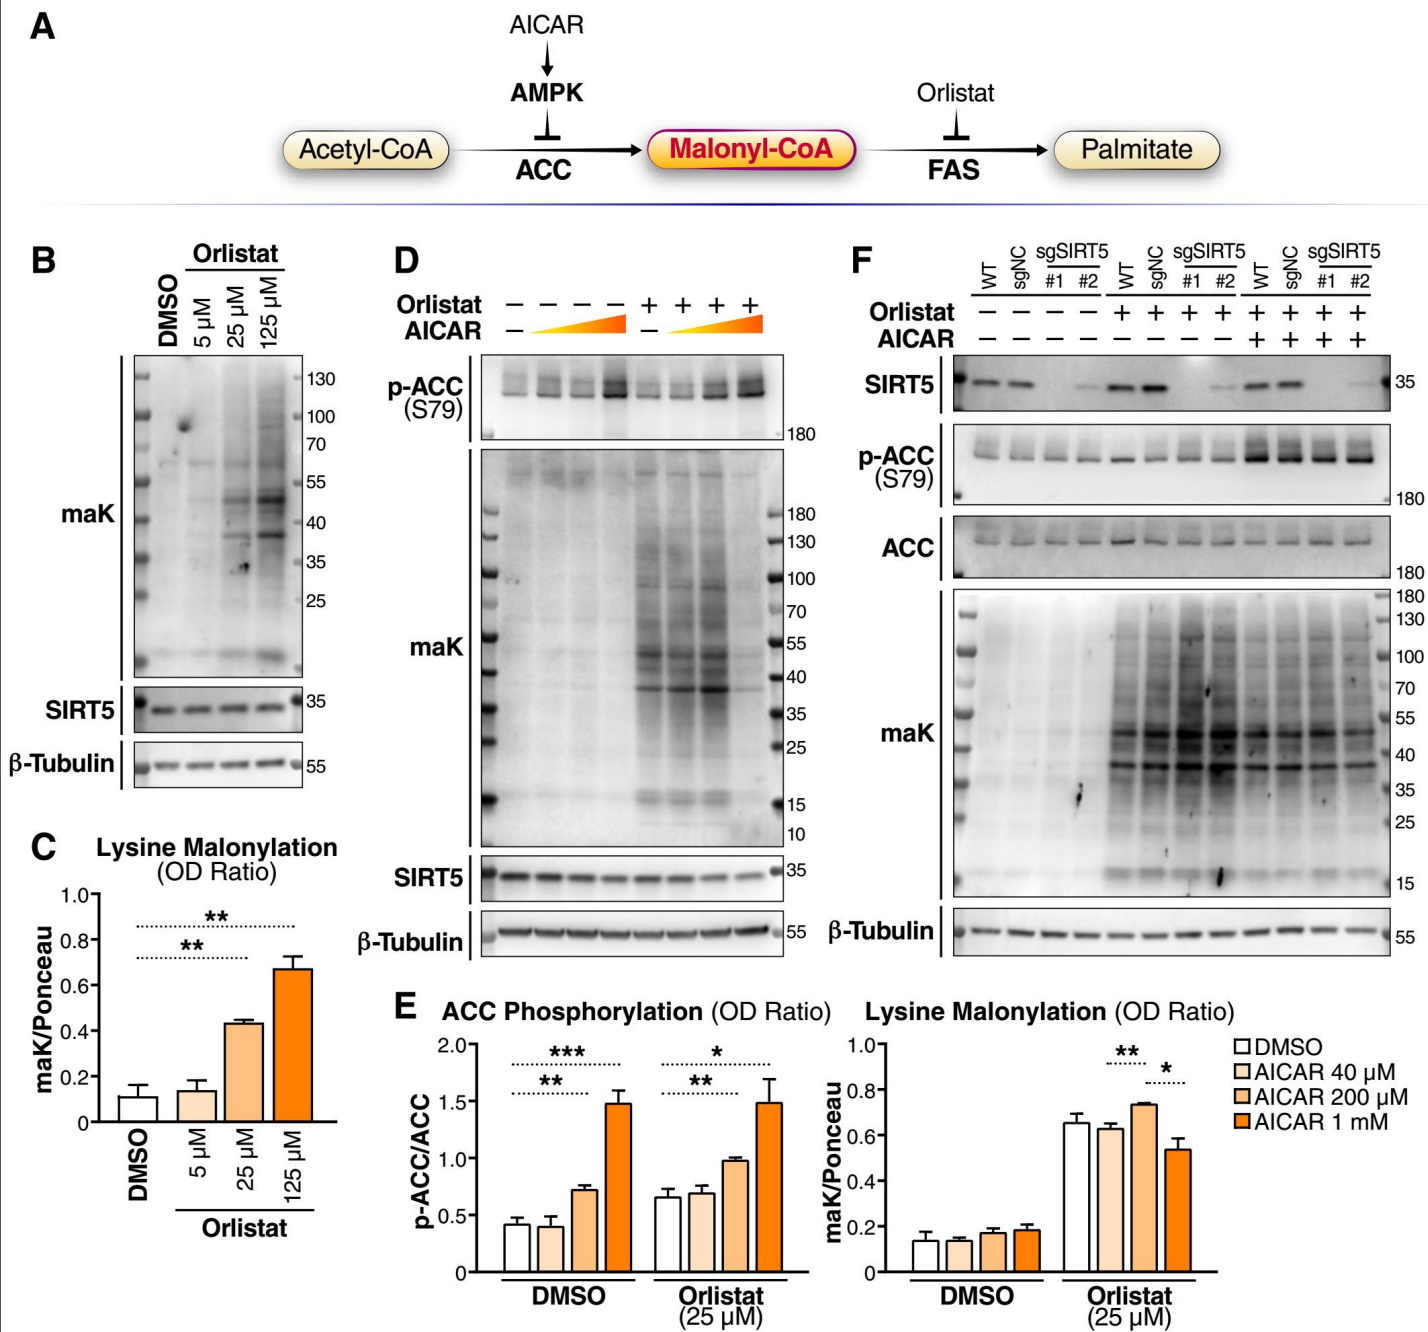 A
AICAR
AMPK
Orlistat
Acetyl-CoA
Malonyl-CoA
Palmitate
ACC
FAS
B
Orlistat
DMSO
5 µM
25 µM
125 µM
maK
130
100
70
55
40
35
25
SIRT5
35
β-Tubulin
55
C
Lysine Malonylation
(OD Ratio)
maK/Ponceau
1.0
0.8
0.6
0.4
0.2
0
**
**
DMSO
5 µM
25 µM
125 µM
Orlistat
D
Orlistat − − − − + + + +
AICAR − −
p-ACC
(S79)
180
maK
180
130
100
70
55
40
35
25
15
10
SIRT5
35
β-Tubulin
55
E
ACC Phosphorylation (OD Ratio)
p-ACC/ACC
2.0
1.5
1.0
0.5
0
***
**
*
**
DMSO
Orlistat
(25 µM)
Lysine Malonylation (OD Ratio)
maK/Ponceau
1.0
0.8
0.6
0.4
0.2
0
**
*
DMSO
Orlistat
(25 µM)
DMSO
AICAR 40 µM
AICAR 200 µM
AICAR 1 mM
F
sgSIRT5 sgSIRT5 sgSIRT5
WT sgNC #1 #2 WT sgNC #1 #2 WT sgNC #1 #2
Orlistat − − − − + + + + + + + +
AICAR − − − − − − − − + + + +
SIRT5
35
p-ACC
(S79)
180
ACC
180
maK
180
130
100
70
55
40
35
25
15
β-Tubulin
55